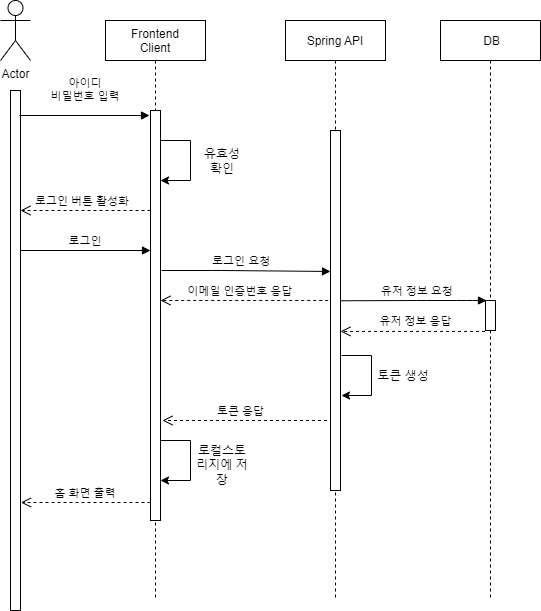 Frontend
Client
Spring API
DB
Actor
아이디
비밀번호 입력
유효성
확인
로그인 버튼 활성화
로그인
로그인 요청
이메일 인증번호 응답
유저 정보 요청
유저 정보 응답
토큰 생성
토큰 응답
로컬스토
리지에 저
장
홈 화면 출력